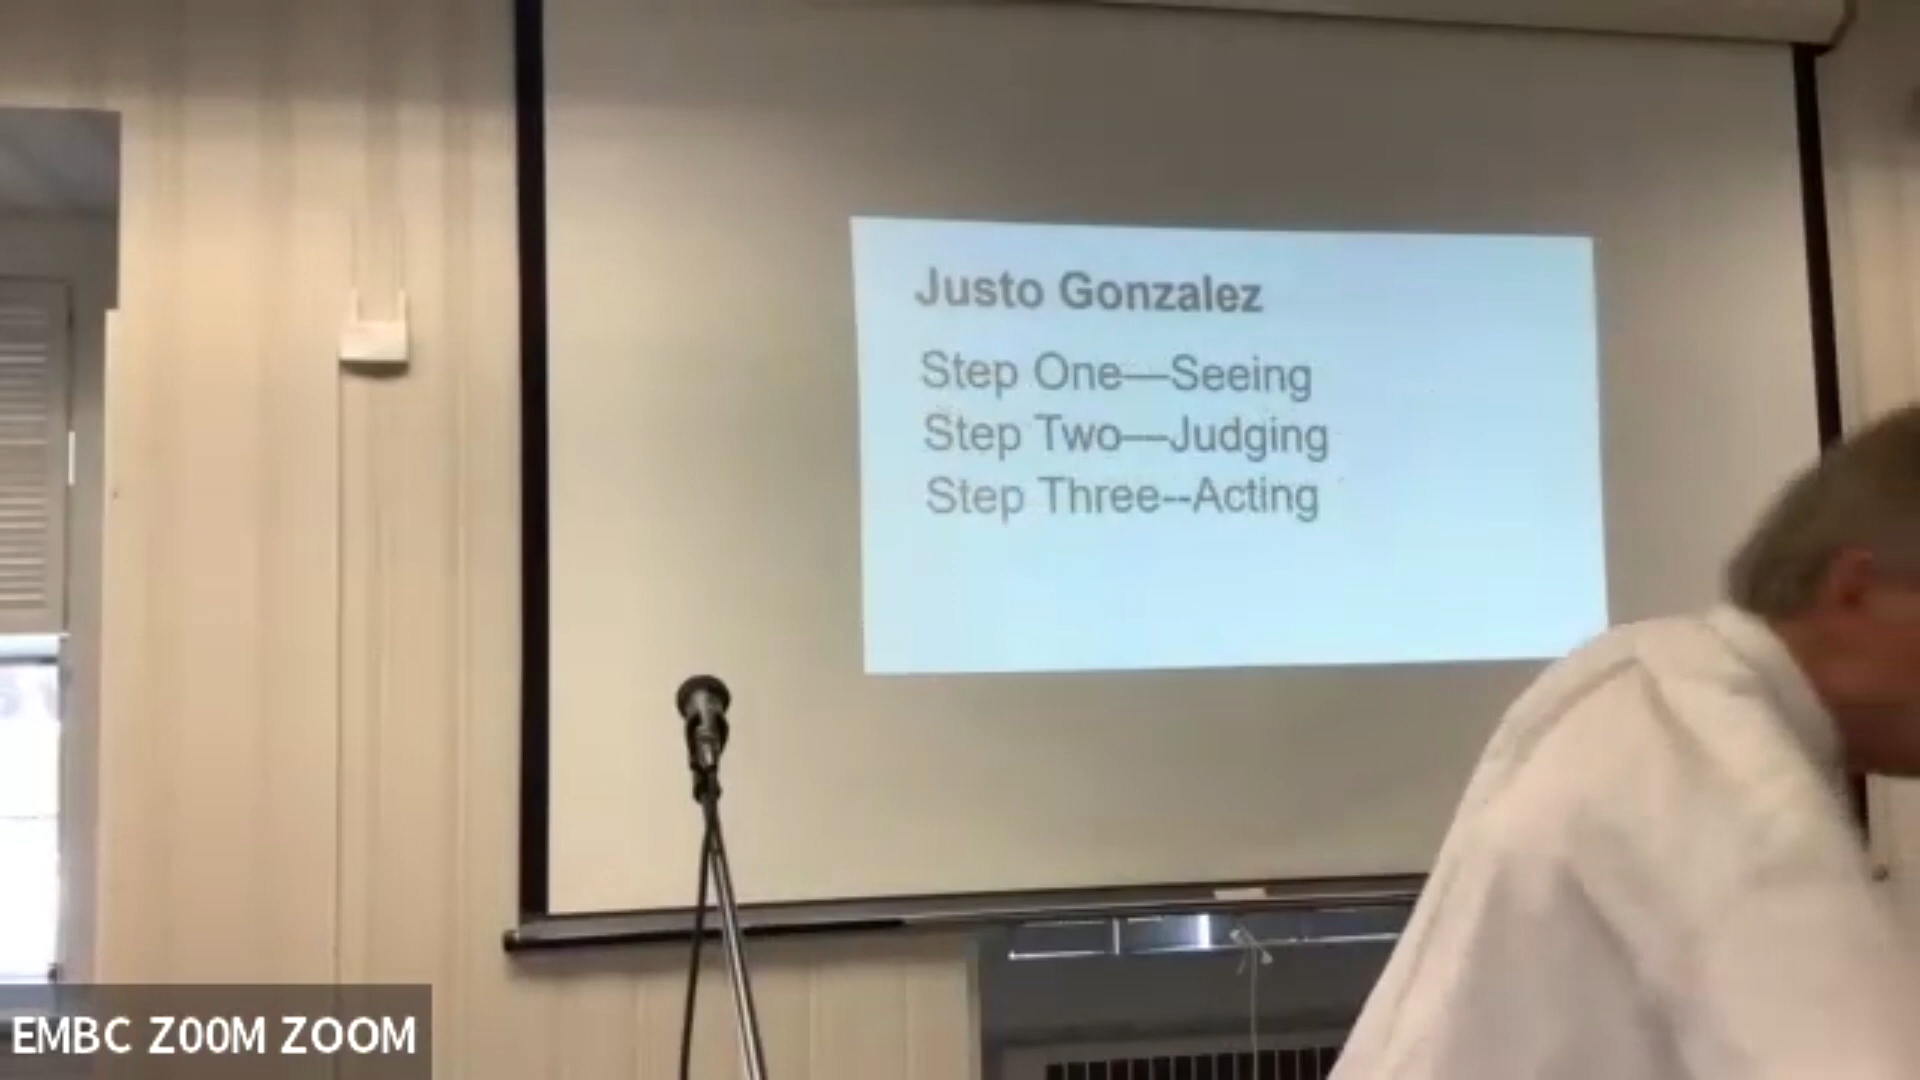 Justo Gonzalez
Step One—Seeing
Step Two—Judging
Step Three--Acting
EMBC Z00M ZOOM